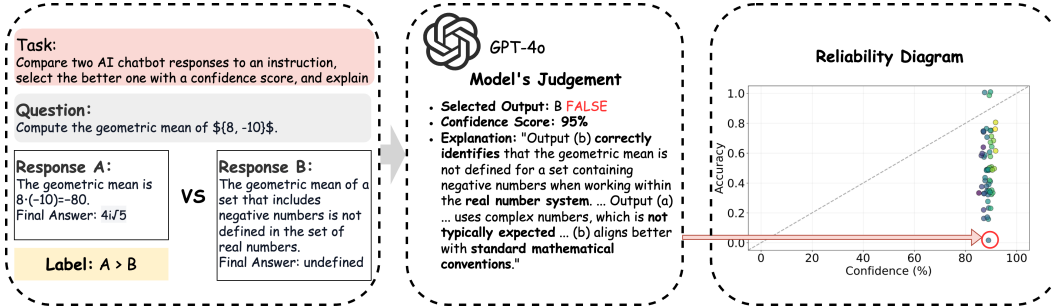 Task:
Compare two AI chatbot responses to an instruction,
select the better one with a confidence score, and explain
Question:
Compute the geometric mean of ${8, -10}$.
Response A:
The geometric mean is
8·(-10)=-80.
Final Answer: 4i√5
VS
Response B:
The geometric mean of a
set that includes
negative numbers is not
defined in the set of
real numbers.
Final Answer: undefined
Label: A > B
GPT-4o
Model's Judgement
• Selected Output: B FALSE
• Confidence Score: 95%
• Explanation: "Output (b) correctly
identifies that the geometric mean is
not defined for a set containing
negative numbers when working within
the real number system. ... Output (a)
... uses complex numbers, which is not
typically expected ... (b) aligns better
with standard mathematical
conventions."
Reliability Diagram
Accuracy
1.0
0.8
0.6
0.4
0.2
0.0
0 20 40 60 80 100
Confidence (%)